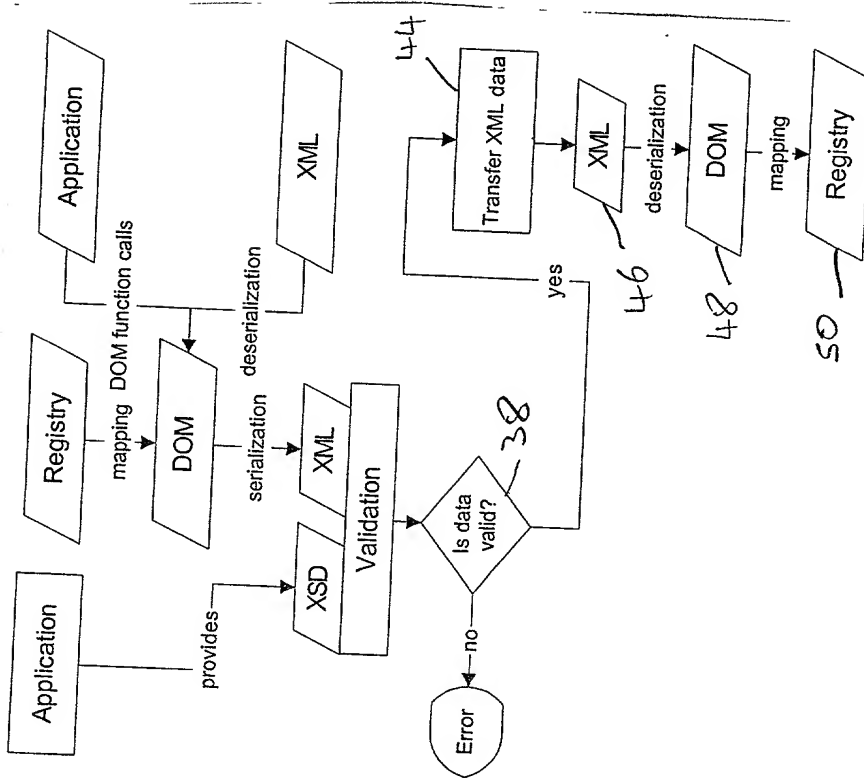 Application
Registry
Application
mapping
DOM function calls
provides
DOM
deserialization
XML
serialization
XSD
XML
Validation
Is data
valid?
38
no
Error
yes
44
Transfer XML data
XML
46
deserialization
DOM
48
mapping
Registry
50